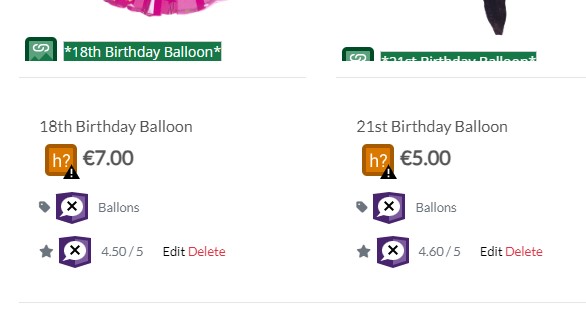 *18th Birthday Balloon*
*21st Birthday Balloon*
18th Birthday Balloon
h? €7.00
Ballons
4.50 / 5 Edit Delete
21st Birthday Balloon
h? €5.00
Ballons
4.60 / 5 Edit Delete